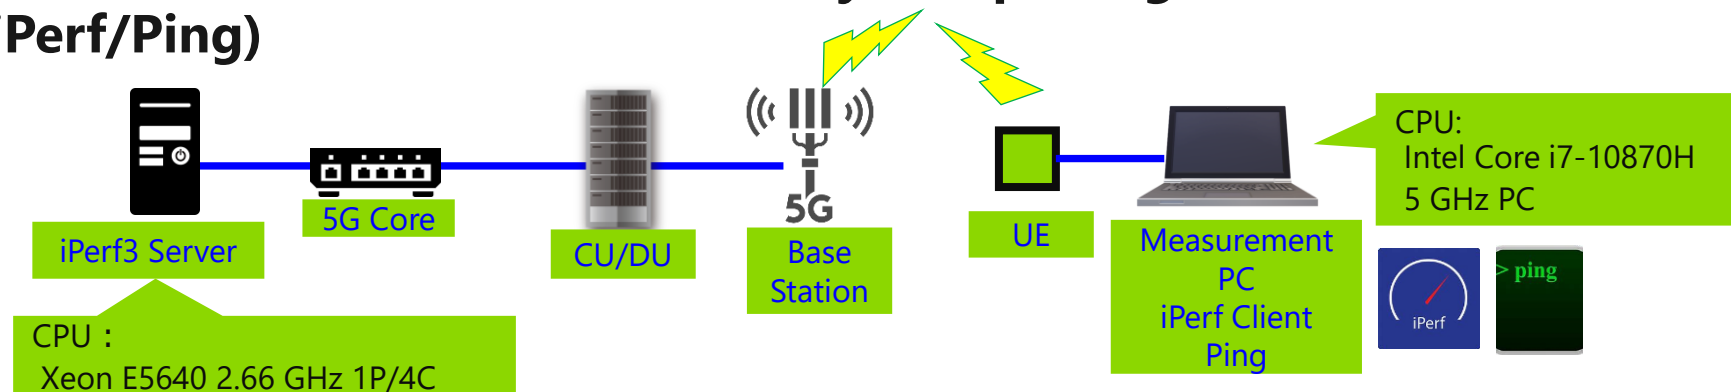 Perf/Ping)
5G
iPerf3 Server
5G Core
CU/DU
Base
Station
UE
Measurement
PC
iPerf Client
Ping
CPU:
Intel Core i7-10870H
5 GHz PC
iPerf
> ping
CPU：
Xeon E5640 2.66 GHz 1P/4C